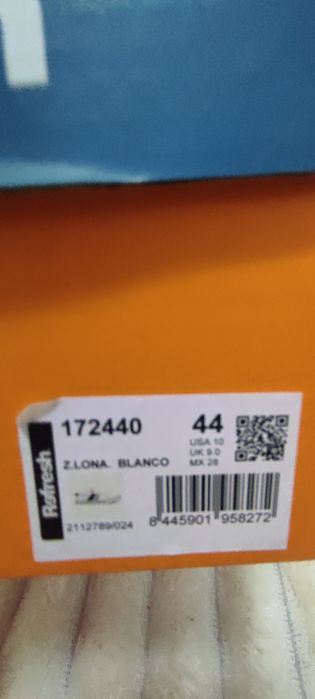 Refresh
172440
44
USA 10
UK 9.0
MX 28
Z.LONA. BLANCO
2112789/024
8 445901 958272